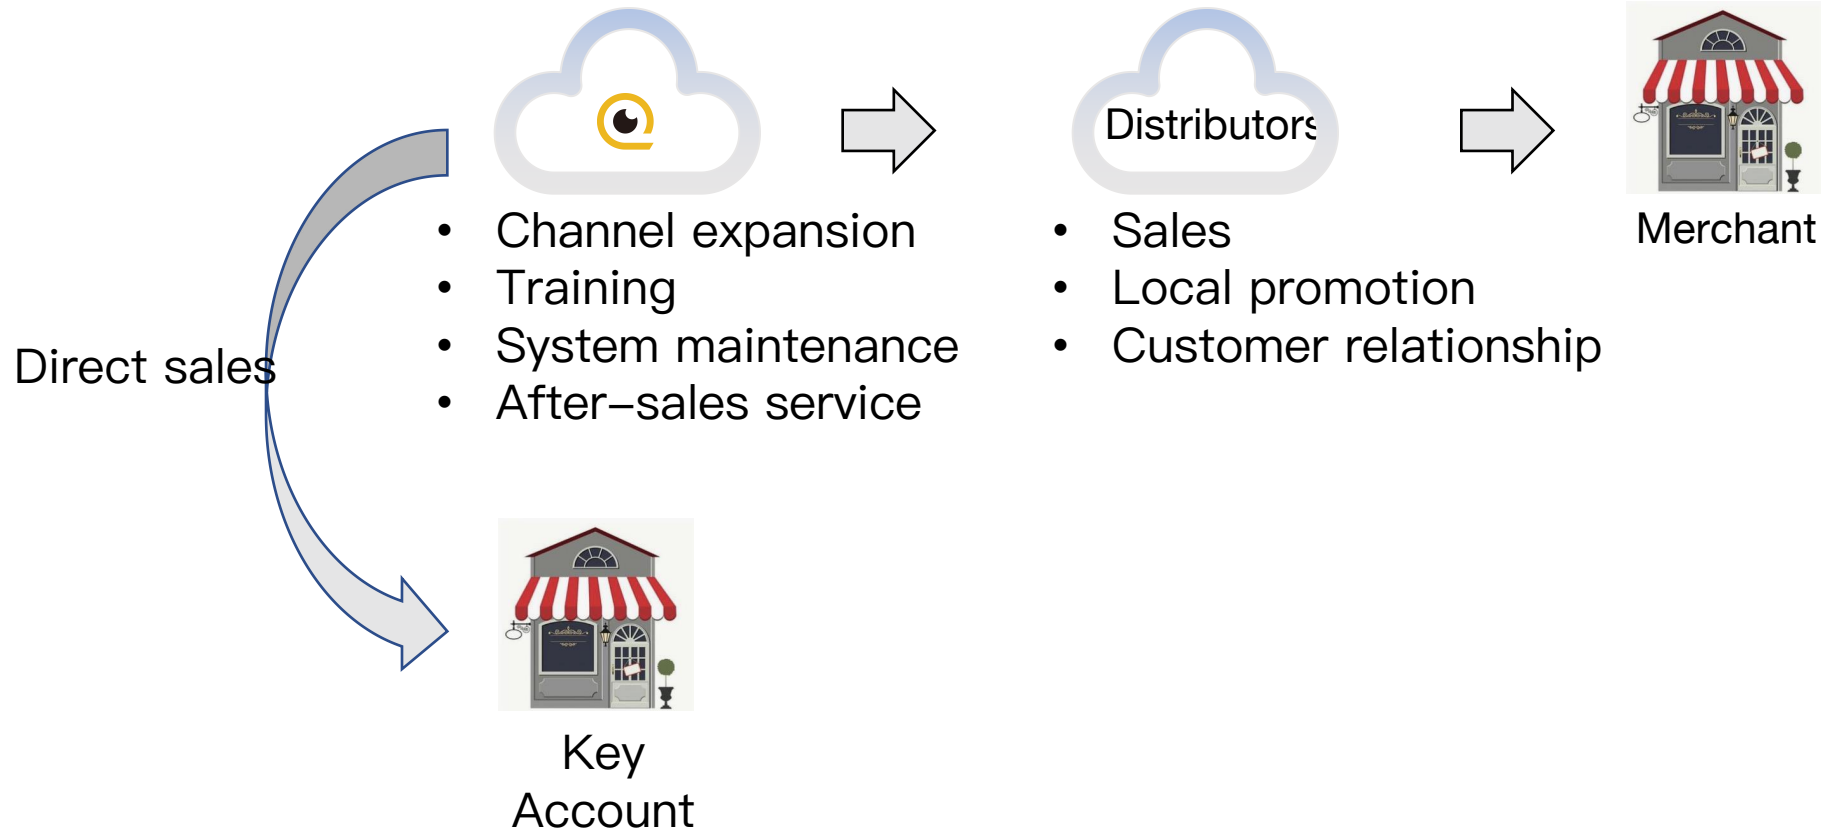 Distributors
Merchant
• Channel expansion
• Training
• System maintenance
• After–sales service
• Sales
• Local promotion
• Customer relationship
Direct sales
Key
Account